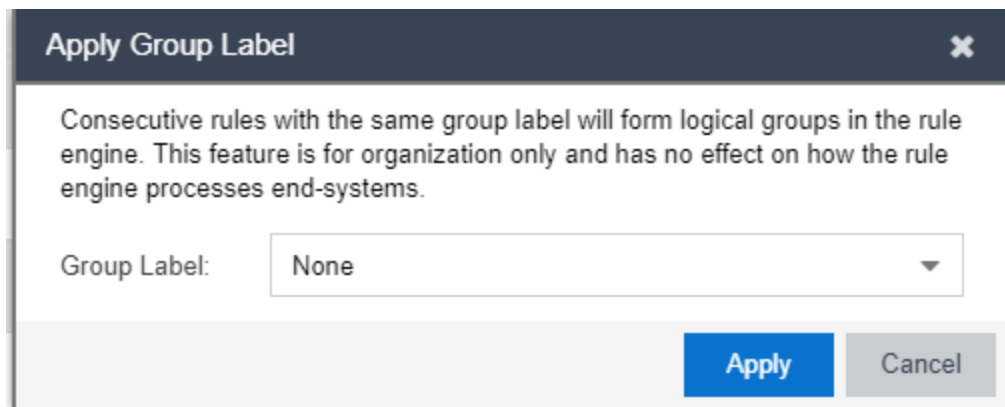 Apply Group Label
Consecutive rules with the same group label will form logical groups in the rule
engine. This feature is for organization only and has no effect on how the rule
engine processes end-systems.
Group Label: None
Apply Cancel